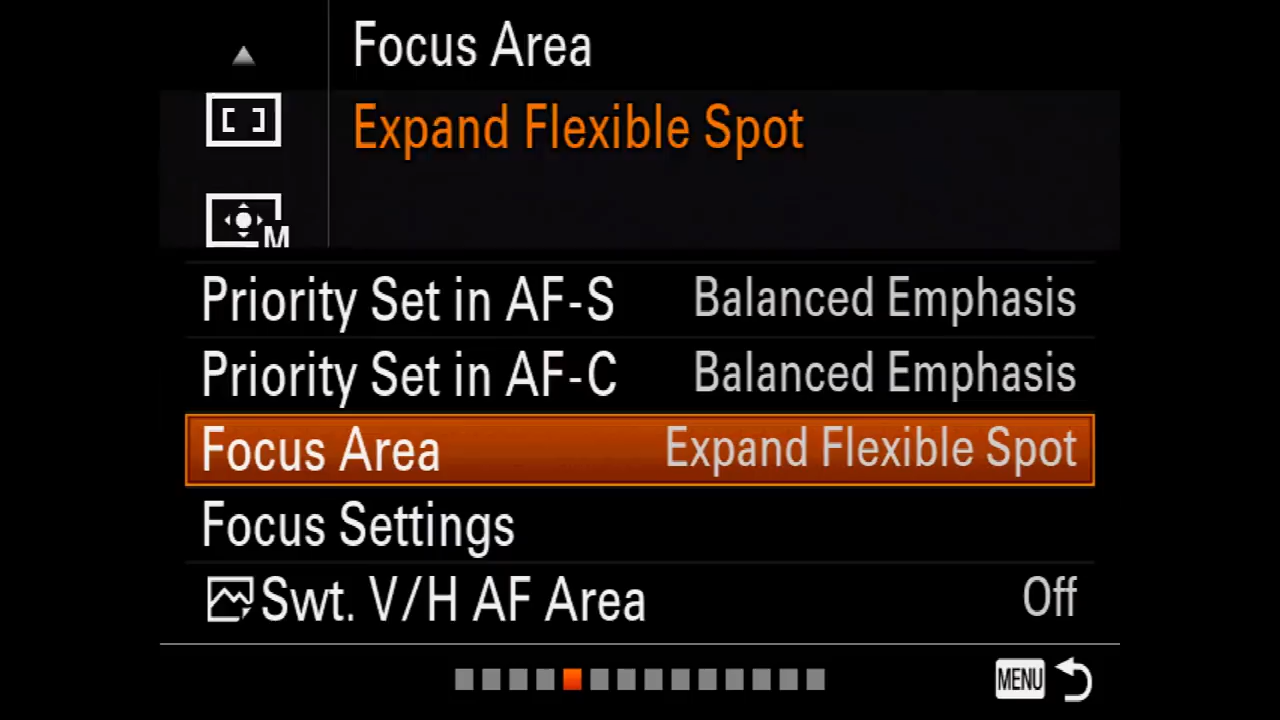 Focus Area
Expand Flexible Spot
M
Priority Set in AF-S Balanced Emphasis
Priority Set in AF-C Balanced Emphasis
Focus Area Expand Flexible Spot
Focus Settings
Swt. V/H AF Area Off
MENU